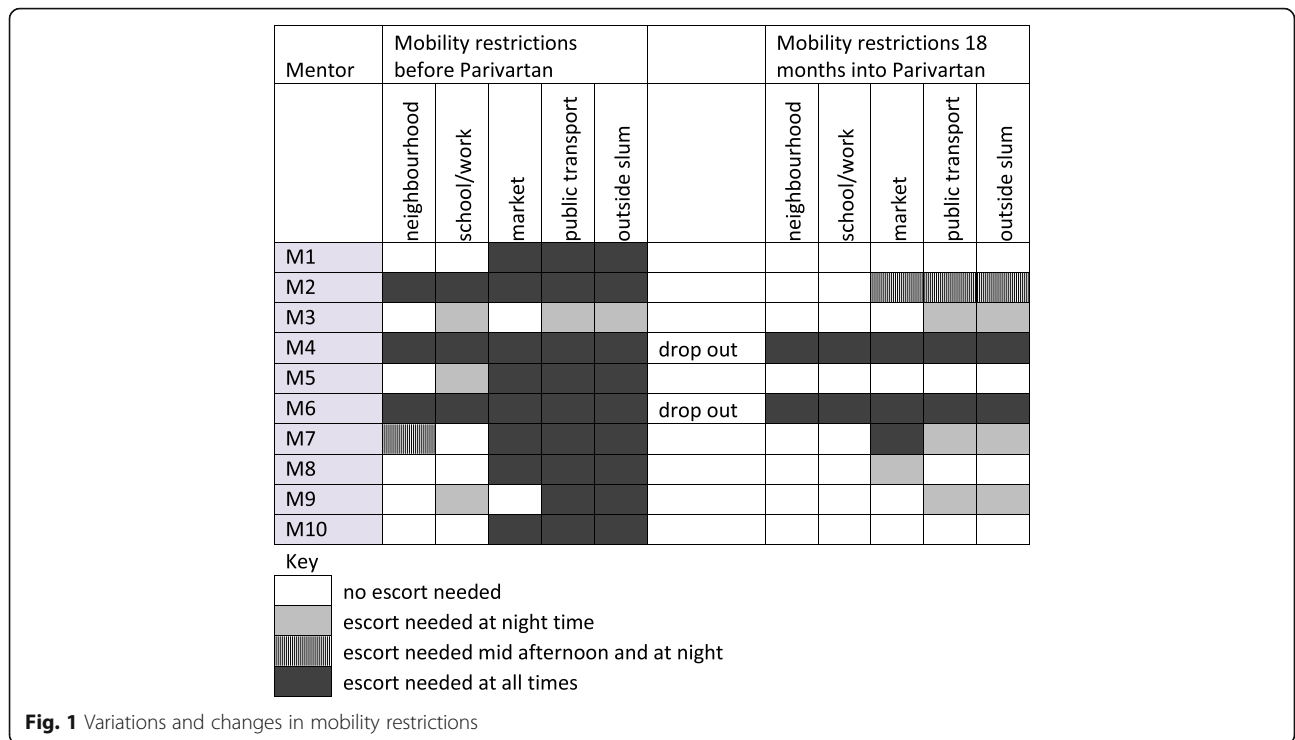 Mentor
Mobility restrictions
before Parivartan
Mobility restrictions 18
months into Parivartan
neighbourhood
school/work
market
public transport
outside slum
neighbourhood
school/work
market
public transport
outside slum
M1
M2
M3
M4 drop out
M5
M6 drop out
M7
M8
M9
M10
Key
no escort needed
escort needed at night time
escort needed mid afternoon and at night
escort needed at all times
Fig. 1 Variations and changes in mobility restrictions